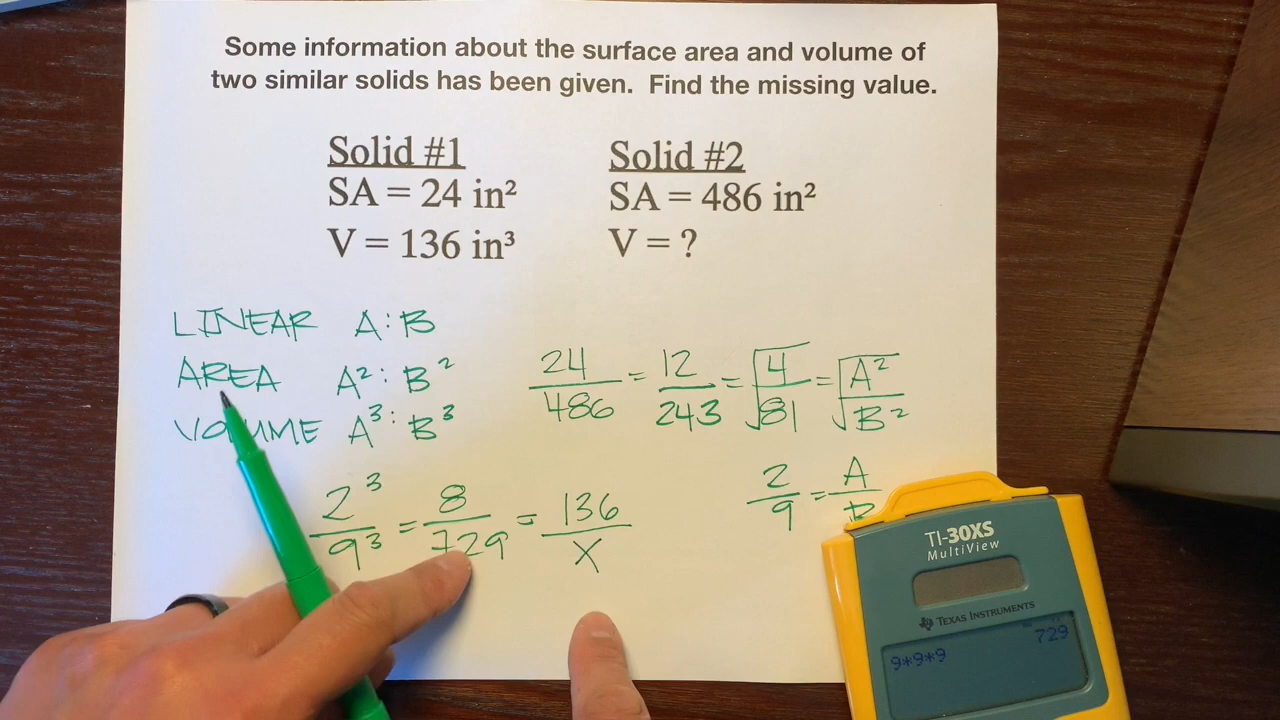 Some information about the surface area and volume of
two similar solids has been given. Find the missing value.
Solid #1
SA = 24 in²
V = 136 in³
Solid #2
SA = 486 in²
V = ?
LINEAR A:B
AREA A²:B²
VOLUME A³:B³
24/486 = 12/243 = √4/√81 = √A²/√B²
2/9 = A/B
2³/9³ = 8/729 = 136/X
TI-30XS
MultiView
TEXAS INSTRUMENTS
9*9*9
729